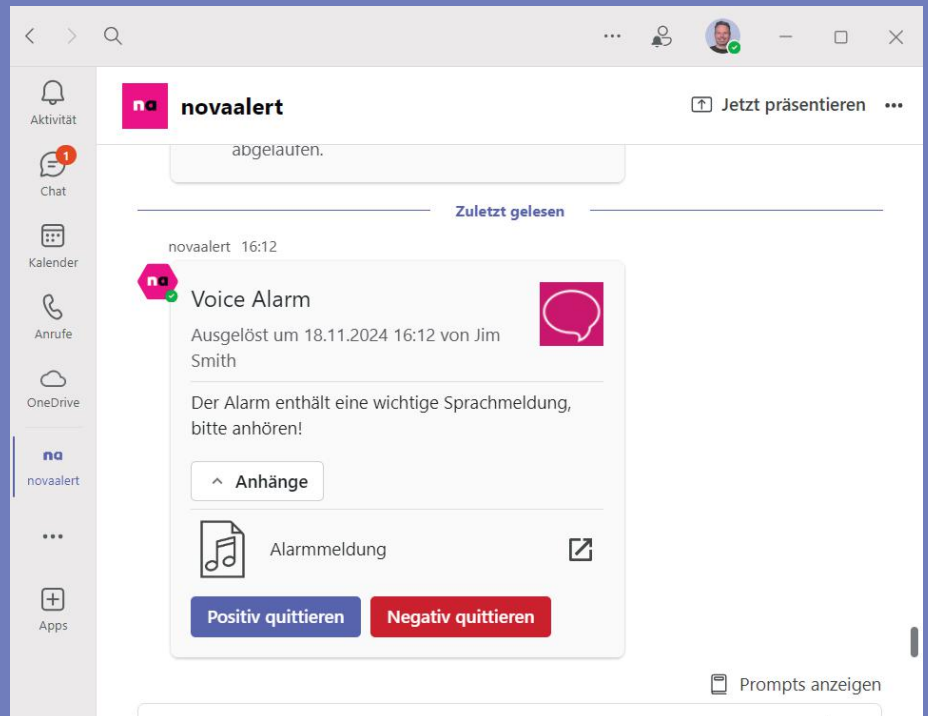 Aktivität
1
Chat
Kalender
Anrufe
OneDrive
na
novaalert
Apps
na novaalert
Jetzt präsentieren
abgelaufen.
Zuletzt gelesen
novaalert 16:12
na
Voice Alarm
Ausgelöst um 18.11.2024 16:12 von Jim
Smith
Der Alarm enthält eine wichtige Sprachmeldung,
bitte anhören!
Anhänge
Alarmmeldung
Positiv quittieren Negativ quittieren
Prompts anzeigen